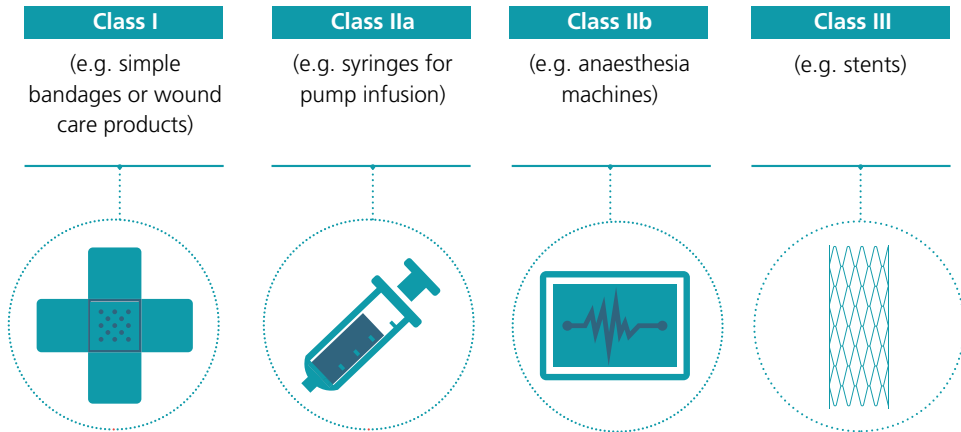 Class I
(e.g. simple
bandages or wound
care products)
Class IIa
(e.g. syringes for
pump infusion)
Class IIb
(e.g. anaesthesia
machines)
Class III
(e.g. stents)